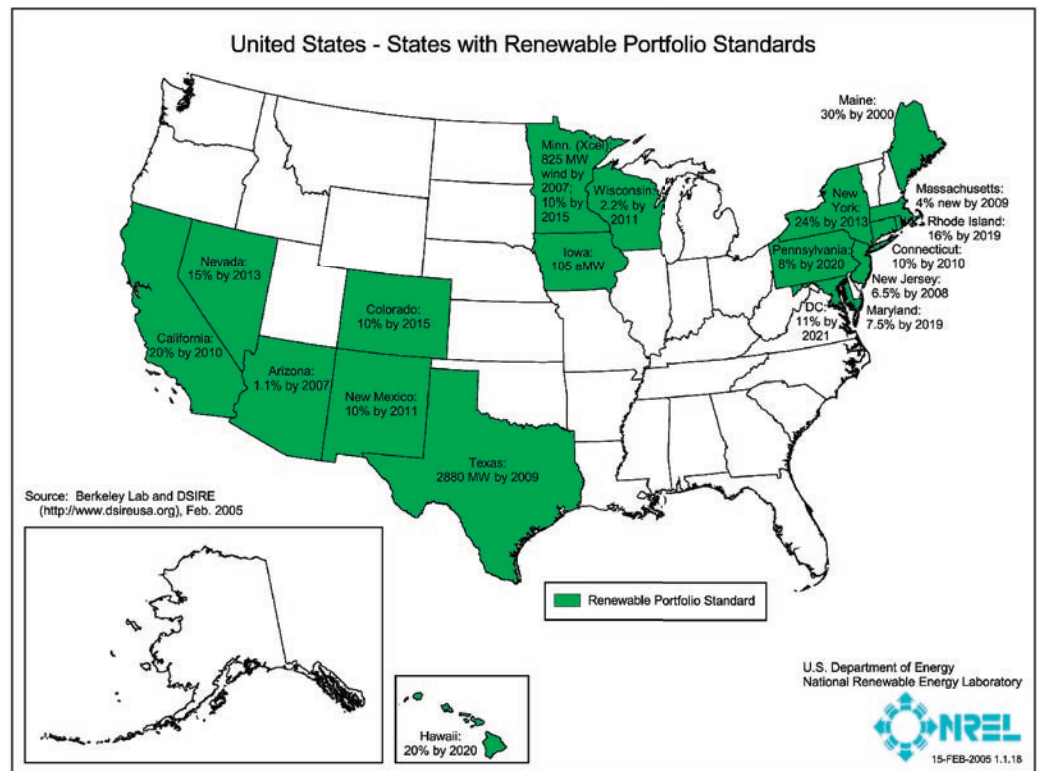 United States - States with Renewable Portfolio Standards
Maine:
30% by 2000
Minn. (Xcel):
825 MW
wind by
2007;
10% by
2015
Wisconsin:
2.2% by
2011
New
York:
24% by 2013
Massachusetts:
4% new by 2009
Rhode Island:
16% by 2019
Connecticut:
10% by 2010
New Jersey:
6.5% by 2008
Maryland:
7.5% by 2019
Pennsylvania:
8% by 2020
DC:
11% by
2021
Iowa:
105 aMW
Nevada:
15% by 2013
Colorado:
10% by 2015
California:
20% by 2010
Arizona:
1.1% by 2007
New Mexico:
10% by 2011
Texas:
2880 MW by 2009
Source: Berkeley Lab and DSIRE
(http://www.dsireusa.org), Feb. 2005
Renewable Portfolio Standard
Hawaii:
20% by 2020
U.S. Department of Energy
National Renewable Energy Laboratory
NREL
15-FEB-2005 1.1.18